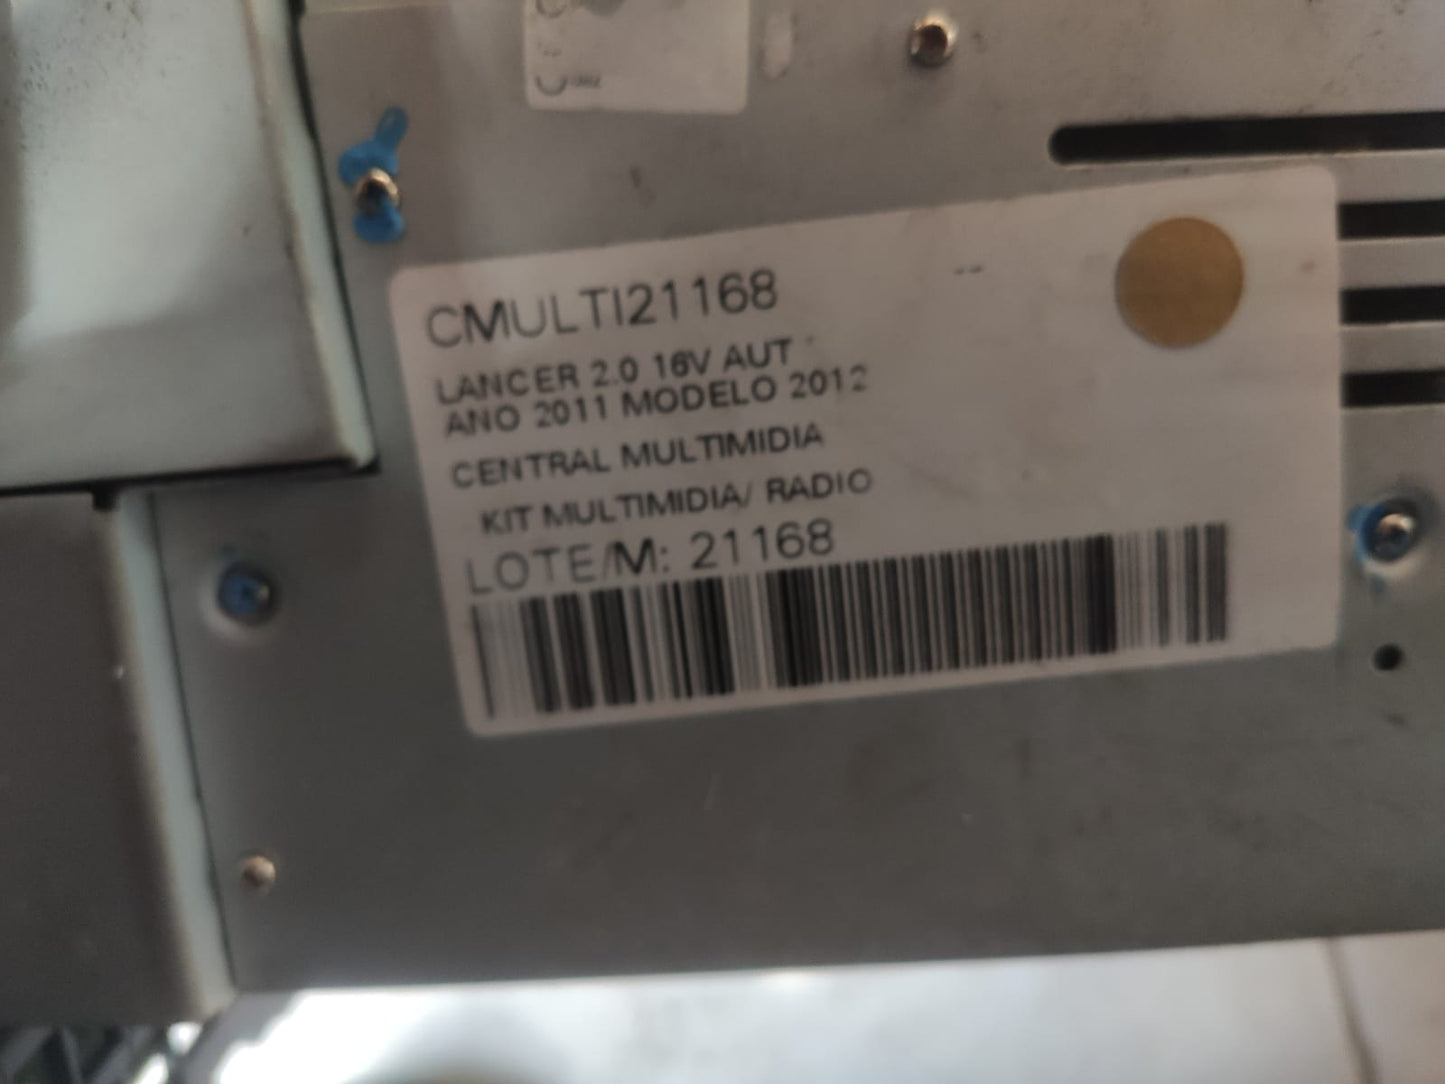 CMULTI21168
LANCER 2.0 16V AUT
ANO 2011 MODELO 2012
CENTRAL MULTIMIDIA
KIT MULTIMIDIA/ RADIO
LOTE/M: 21168